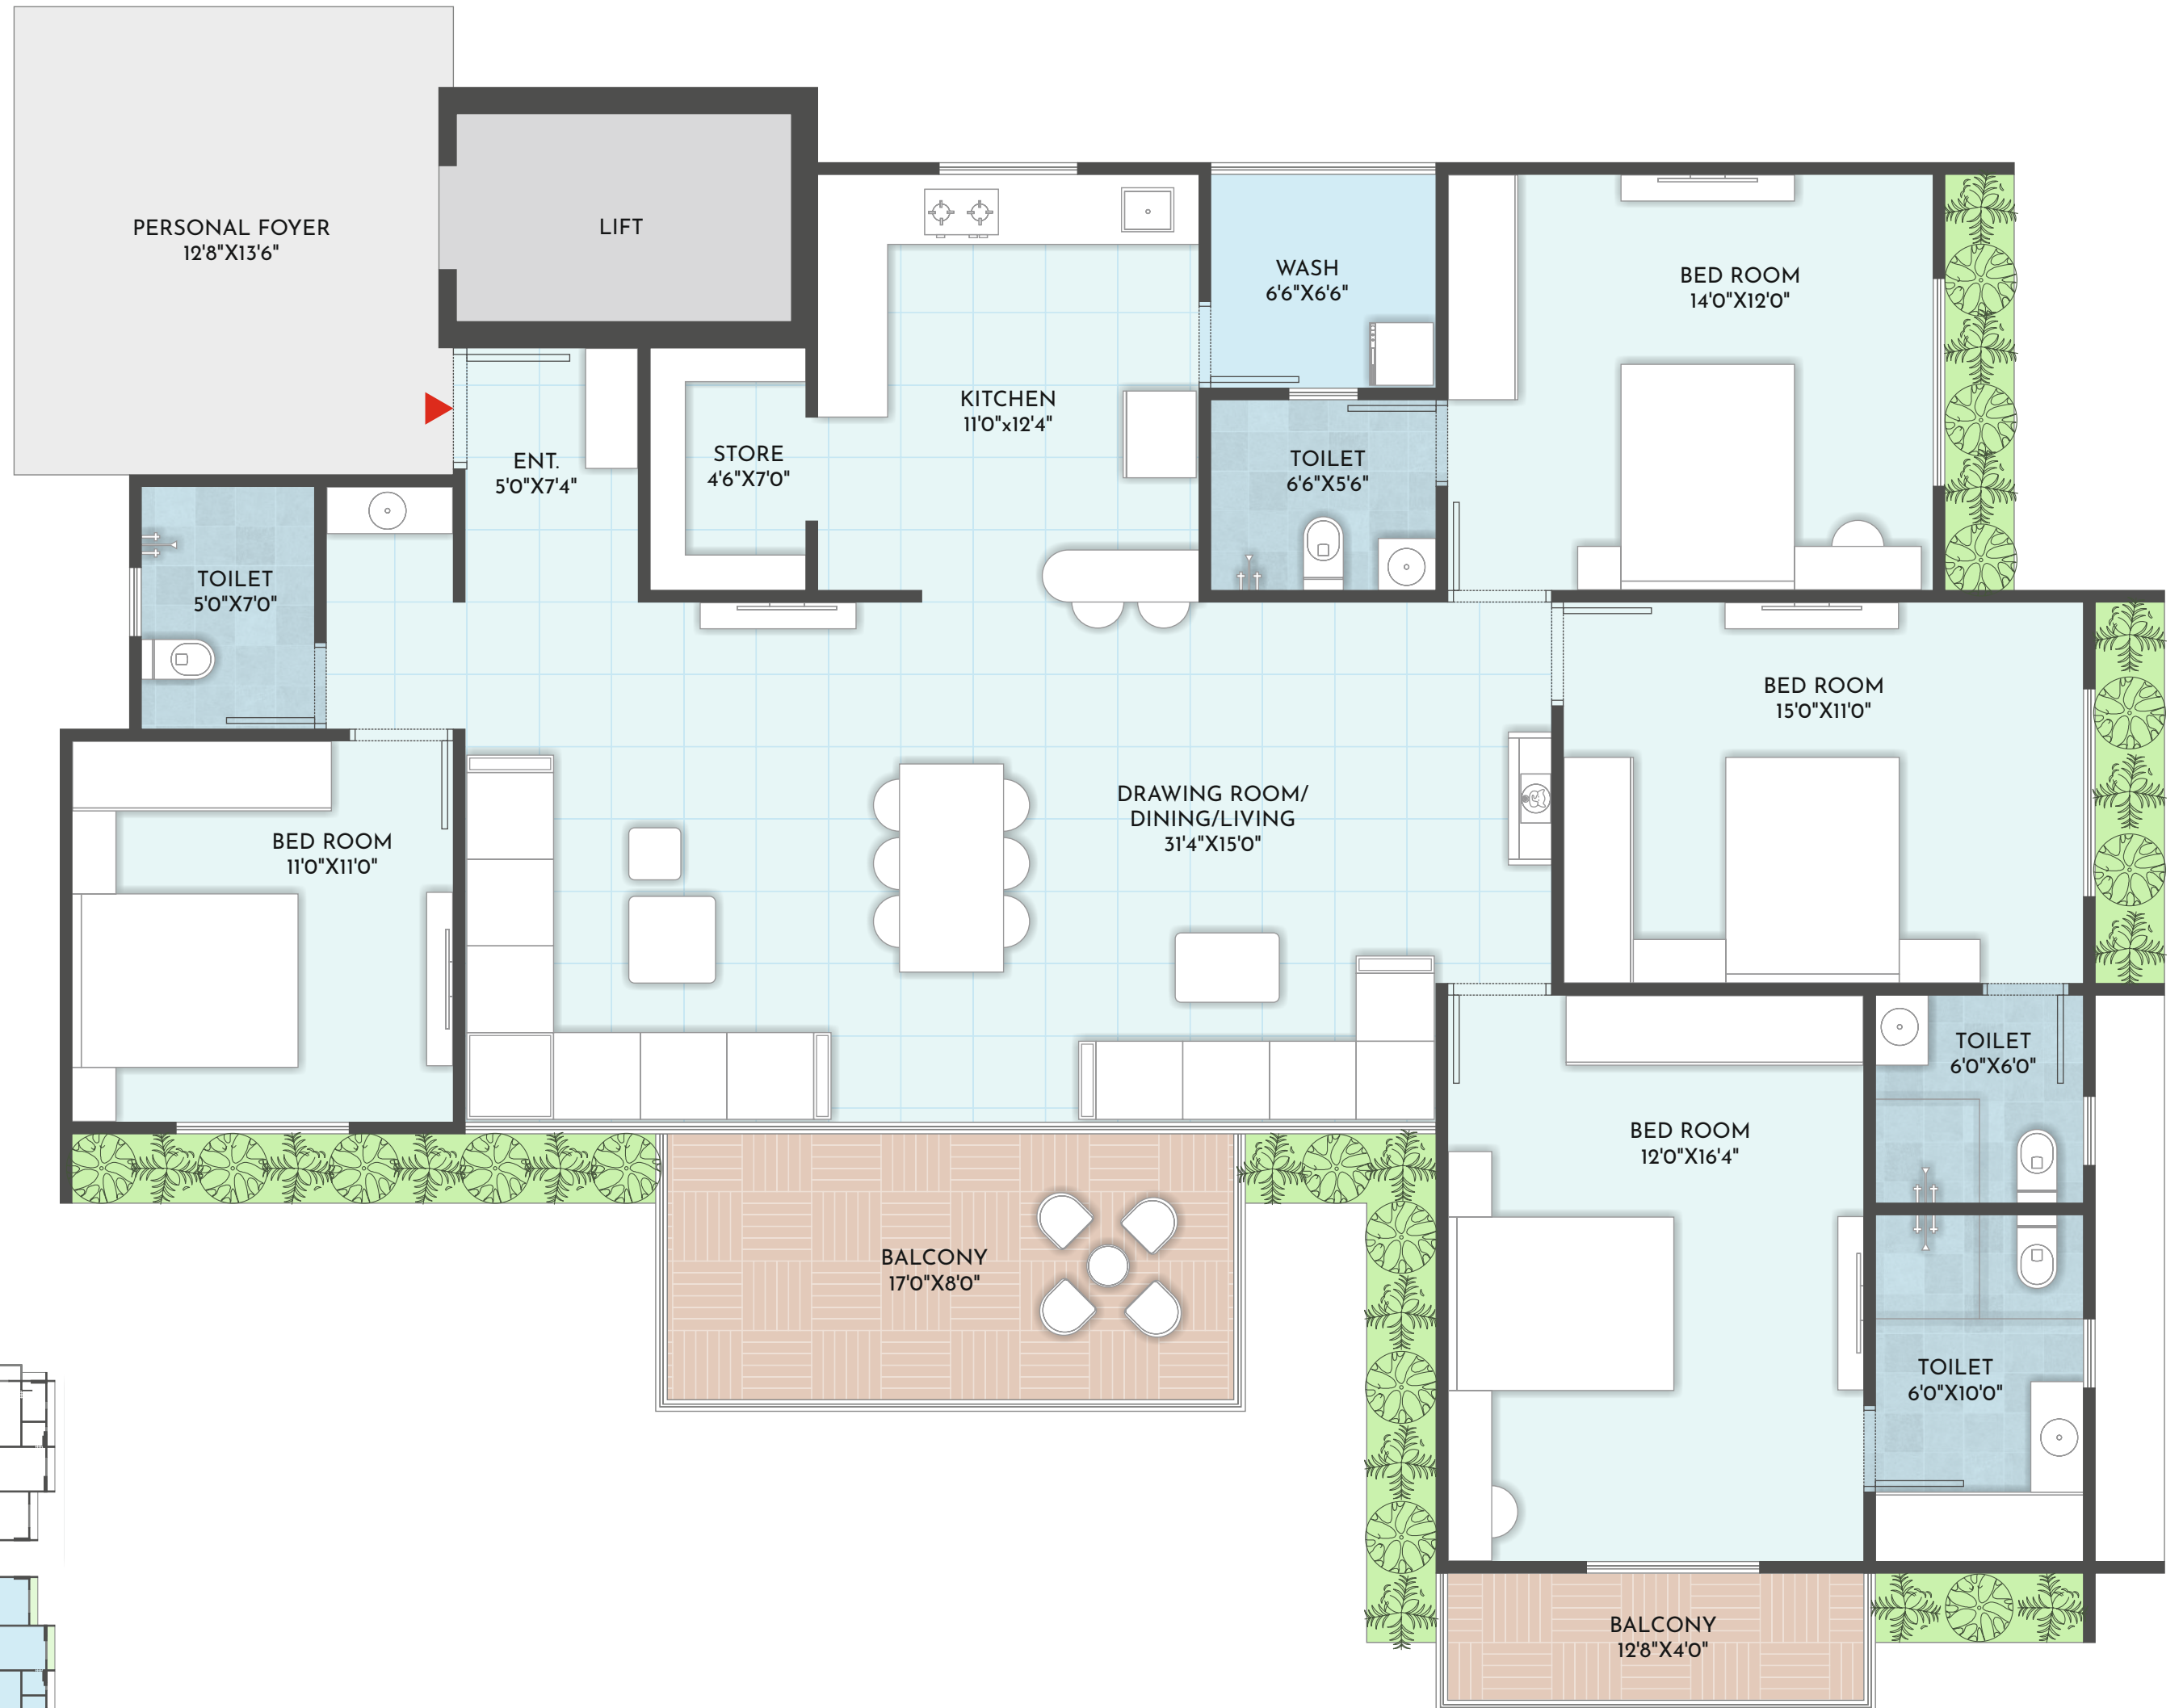 PERSONAL FOYER
12'8"X13'6"
LIFT
WASH
6'6"X6'6"
BED ROOM
14'0"X12'0"
KITCHEN
11'0"x12'4"
STORE
4'6"X7'0"
ENT.
5'0"X7'4"
TOILET
6'6"X5'6"
TOILET
5'0"X7'0"
BED ROOM
15'0"X11'0"
DRAWING ROOM/
DINING/LIVING
31'4"X15'0"
BED ROOM
11'0"X11'0"
TOILET
6'0"X6'0"
BED ROOM
12'0"X16'4"
BALCONY
17'0"X8'0"
TOILET
6'0"X10'0"
BALCONY
12'8"X4'0"